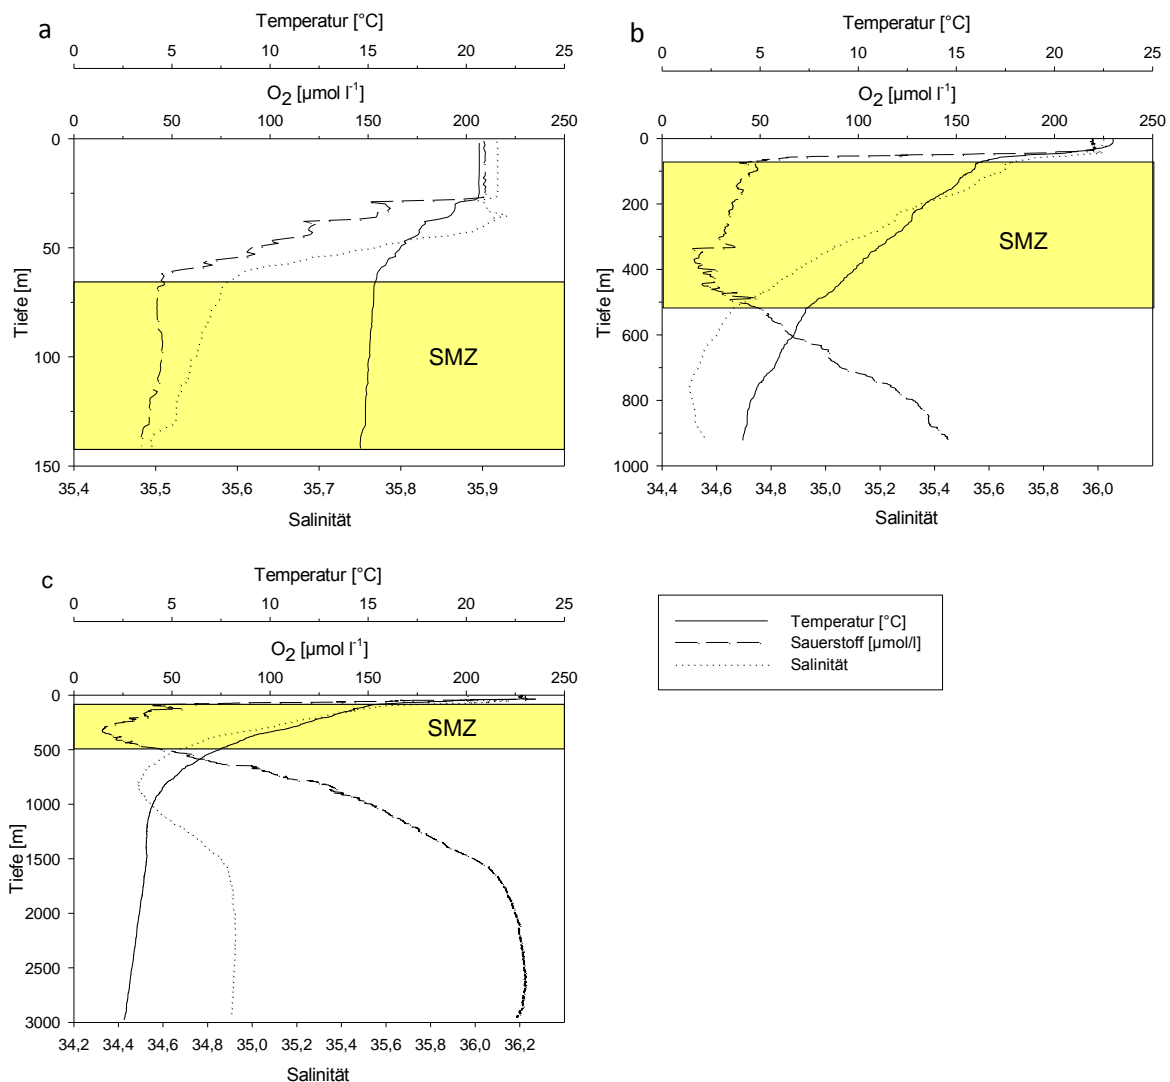 a
Temperatur [°C]
0 5 10 15 20 25
O2 [µmol l-1]
0 50 100 150 200 250
0
50
100
150
Tiefe [m]
SMZ
35,4 35,5 35,6 35,7 35,8 35,9
Salinität
b
Temperatur [°C]
0 5 10 15 20 25
O2 [µmol l-1]
0 50 100 150 200 250
0
200
400
600
800
1000
Tiefe [m]
SMZ
34,4 34,6 34,8 35,0 35,2 35,4 35,6 35,8 36,0
Salinität
c
Temperatur [°C]
0 5 10 15 20 25
O2 [µmol l-1]
0 50 100 150 200 250
0
500
1000
1500
2000
2500
3000
Tiefe [m]
SMZ
34,2 34,4 34,6 34,8 35,0 35,2 35,4 35,6 35,8 36,0 36,2
Salinität
Temperatur [°C]
Sauerstoff [µmol/l]
Salinität